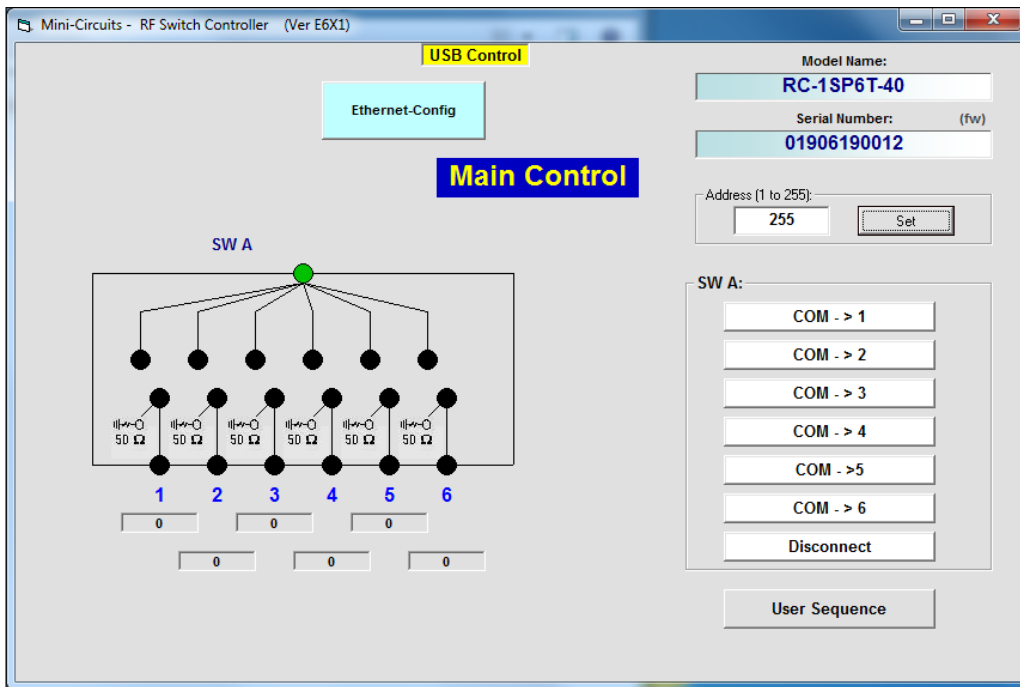 Mini-Circuits - RF Switch Controller (Ver E6X1)
USB Control
Ethernet-Config
Main Control
Model Name:
RC-1SP6T-40
Serial Number: (fw)
01906190012
Address (1 to 255):
255 Set
SW A
50 Ω 50 Ω 50 Ω 50 Ω 50 Ω 50 Ω
1 2 3 4 5 6
0 0 0
0 0 0
SW A:
COM - > 1
COM - > 2
COM - > 3
COM - > 4
COM - >5
COM - > 6
Disconnect
User Sequence